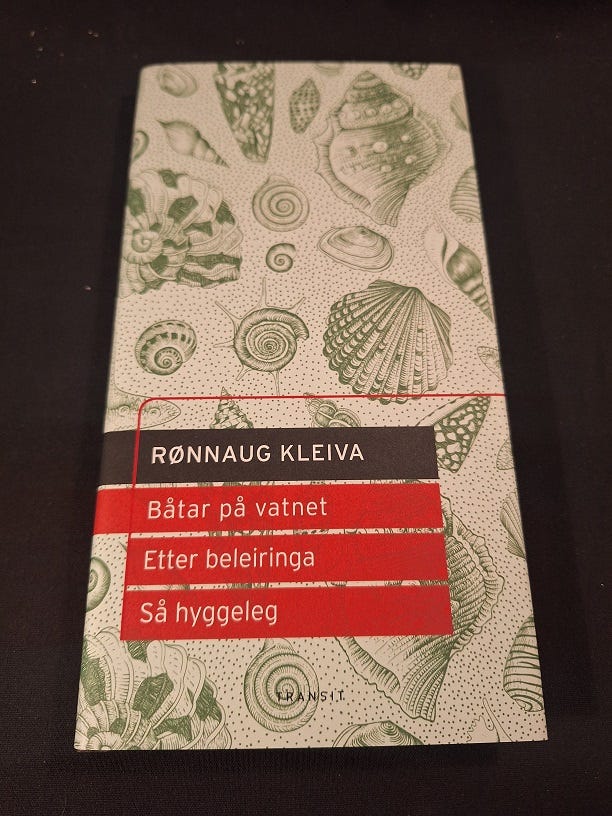 RØNNAUG KLEIVA
Båtar på vatnet
Etter beleiringa
Så hyggeleg
TRANSIT